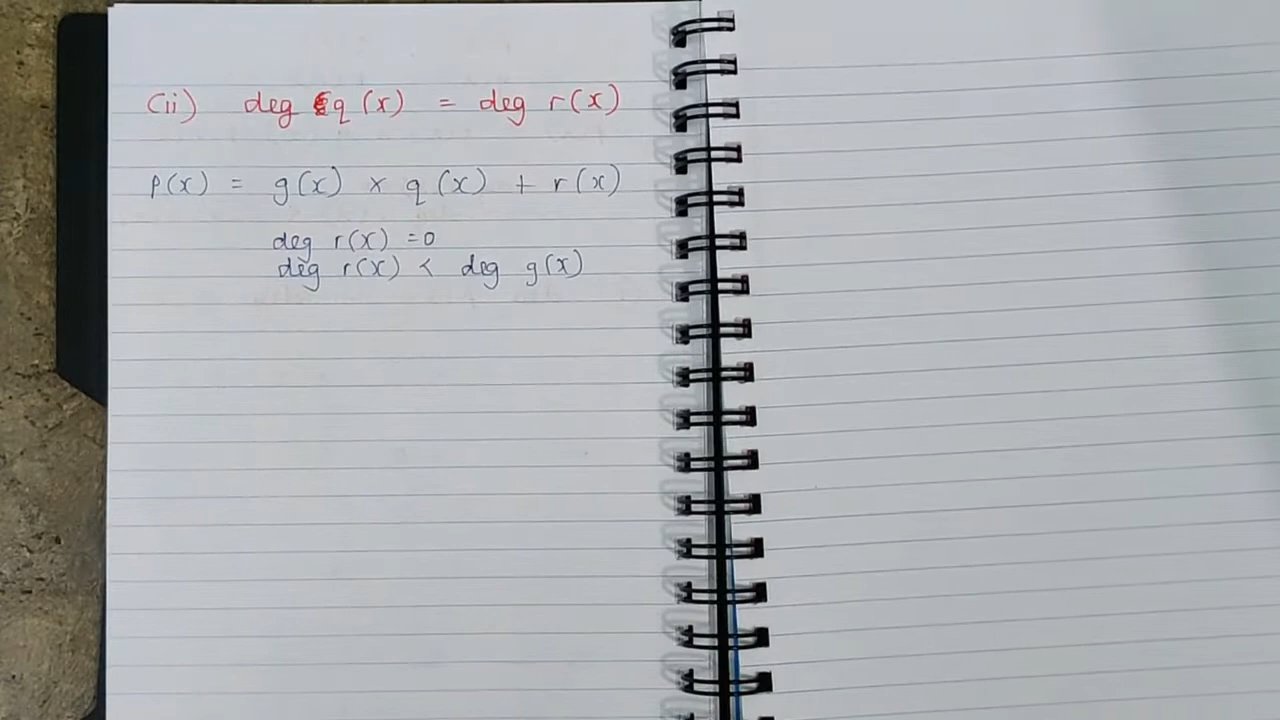 (ii) deg q(x) = deg r(x)
p(x) = g(x) × q(x) + r(x)
deg r(x) = 0
deg r(x) < deg g(x)